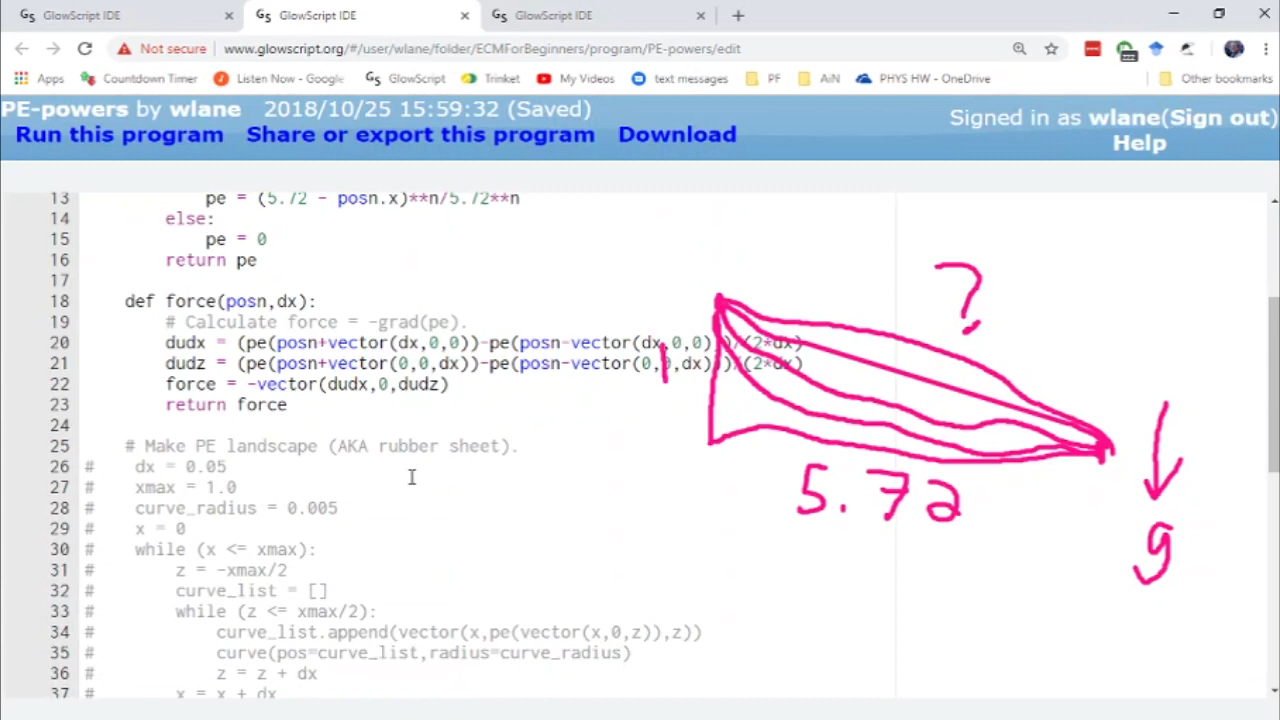 GlowScript IDE
GlowScript IDE
GlowScript IDE
Not secure www.glowscript.org/#/user/wlane/folder/ECMForBeginners/program/PE-powers/edit
Apps Countdown Timer Listen Now - Google GlowScript Trinket My Videos text messages PF AiN PHYS HW - OneDrive Other bookmarks
PE-powers by wlane 2018/10/25 15:59:32 (Saved)
Signed in as wlane(Sign out)
Run this program Share or export this program Download
Help
13 pe = (5.72 - posn.x)**n/5.72**n
14 else:
15 pe = 0
16 return pe
17
18 def force(posn,dx):
19 # Calculate force = -grad(pe).
20 dudx = (pe(posn+vector(dx,0,0))-pe(posn-vector(dx,0,0)))/(2*dx)
21 dudz = (pe(posn+vector(0,0,dx))-pe(posn-vector(0,0,dx)))/(2*dx)
22 force = -vector(dudx,0,dudz)
23 return force
24
25 # Make PE landscape (AKA rubber sheet).
26 # dx = 0.05
27 # xmax = 1.0
28 # curve_radius = 0.005
29 # x = 0
30 # while (x <= xmax):
31 # z = -xmax/2
32 # curve_list = []
33 # while (z <= xmax/2):
34 # curve_list.append(vector(x,pe(vector(x,0,z)),z))
35 # curve(pos=curve_list,radius=curve_radius)
36 # z = z + dx
37 # x = x + dx
?
1
5.72
g